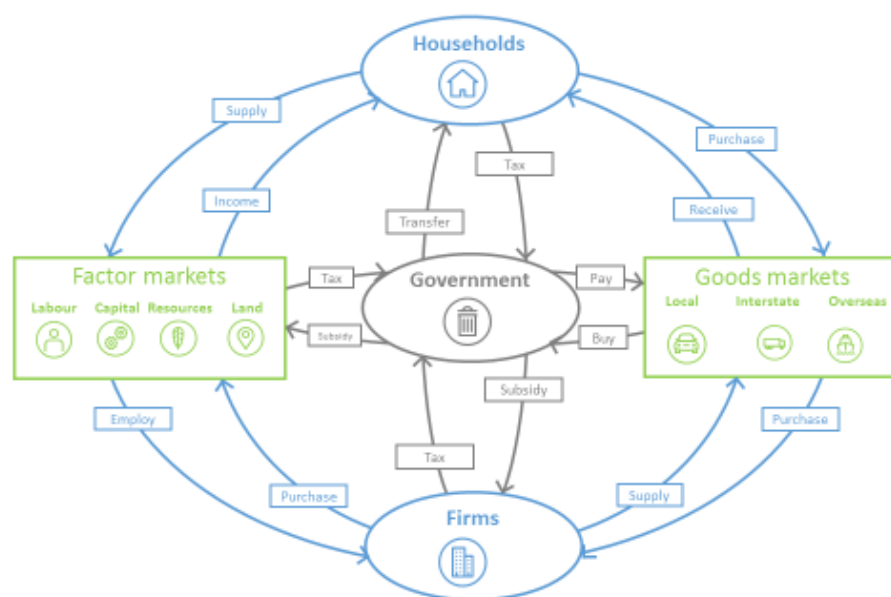 Households
Supply
Purchase
Tax
Income
Transfer
Receive
Factor markets
Labour Capital Resources Land
Tax
Government
Pay
Goods markets
Local Interstate Overseas
Subsidy
Buy
Employ
Subsidy
Purchase
Tax
Purchase
Supply
Firms